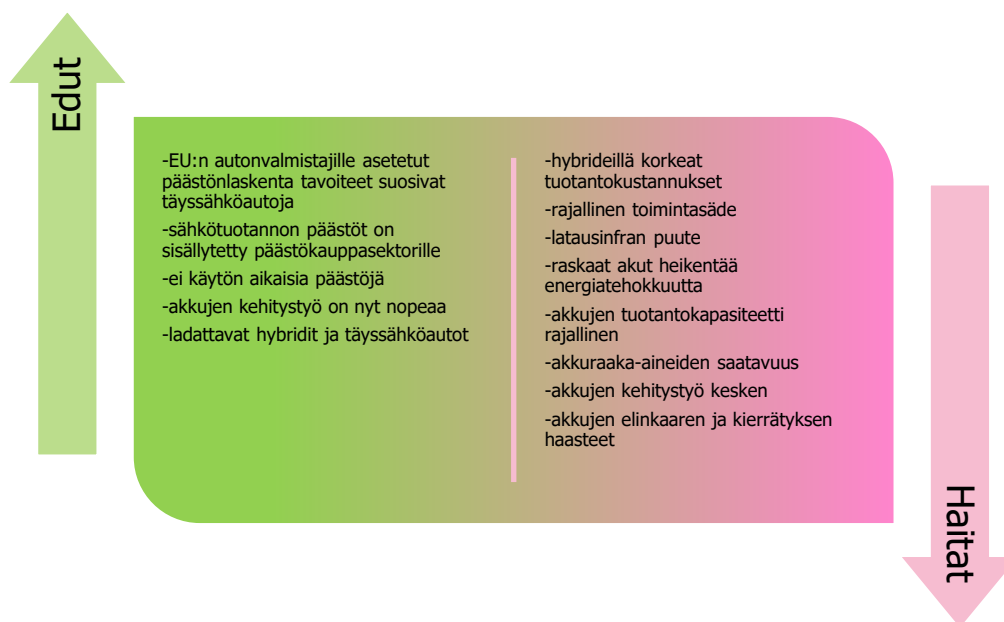 Edut
-EU:n autonvalmistajille asetetut
päästönlaskenta tavoitteet suosivat
täyssähköautoja
-sähkötuotannon päästöt on
sisällytetty päästökauppasektorille
-ei käytön aikaisia päästöjä
-akkujen kehitystyö on nyt nopeaa
-ladattavat hybridit ja täyssähköautot
-hybrideillä korkeat
tuotantokustannukset
-rajallinen toimintasäde
-latausinfran puute
-raskaat akut heikentää
energiatehokkuutta
-akkujen tuotantokapasiteetti
rajallinen
-akkuraaka-aineiden saatavuus
-akkujen kehitystyö kesken
-akkujen elinkaaren ja kierrätyksen
haasteet
Haitat